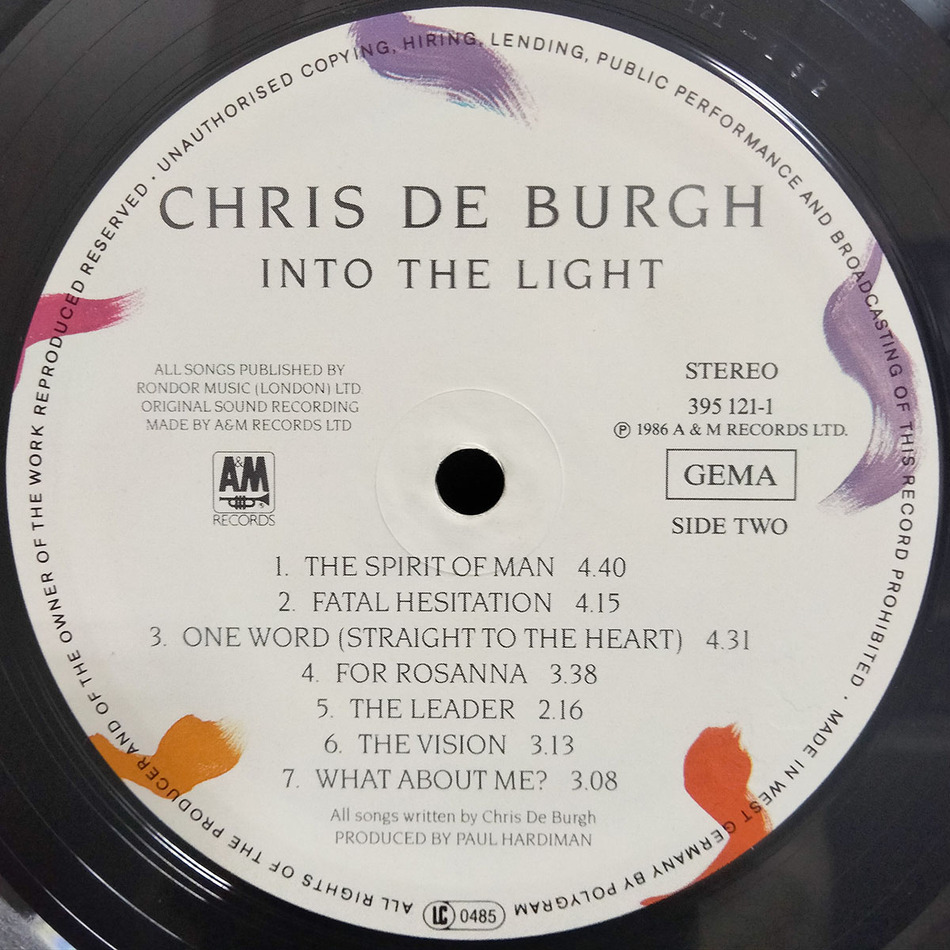 ALL RIGHTS OF THE PRODUCER AND OF THE OWNER OF THE WORK REPRODUCED RESERVED · UNAUTHORISED COPYING, HIRING, LENDING, PUBLIC PERFORMANCE AND BROADCASTING OF THIS RECORD PROHIBITED · MADE IN WEST GERMANY BY POLYGRAM
CHRIS DE BURGH
INTO THE LIGHT
ALL SONGS PUBLISHED BY
RONDOR MUSIC (LONDON) LTD.
ORIGINAL SOUND RECORDING
MADE BY A&M RECORDS LTD
A&M
RECORDS
STEREO
395 121-1
℗ 1986 A & M RECORDS LTD.
GEMA
SIDE TWO
1. THE SPIRIT OF MAN 4.40
2. FATAL HESITATION 4.15
3. ONE WORD (STRAIGHT TO THE HEART) 4.31
4. FOR ROSANNA 3.38
5. THE LEADER 2.16
6. THE VISION 3.13
7. WHAT ABOUT ME? 3.08
All songs written by Chris De Burgh
PRODUCED BY PAUL HARDIMAN
LC 0485